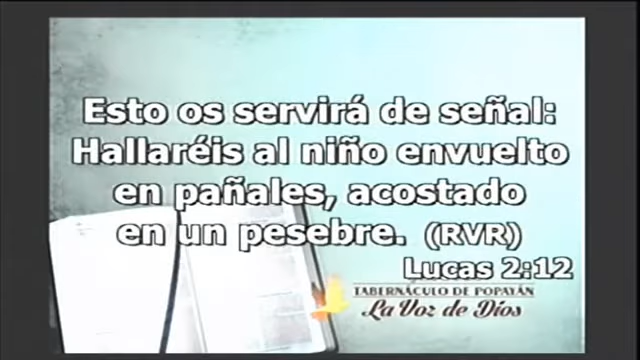 Esto os servirá de señal:
Hallaréis al niño envuelto
en pañales, acostado
en un pesebre. (RVR)
Lucas 2:12
TABERNÁCULO DE POPAYÁN
La Voz de Dios